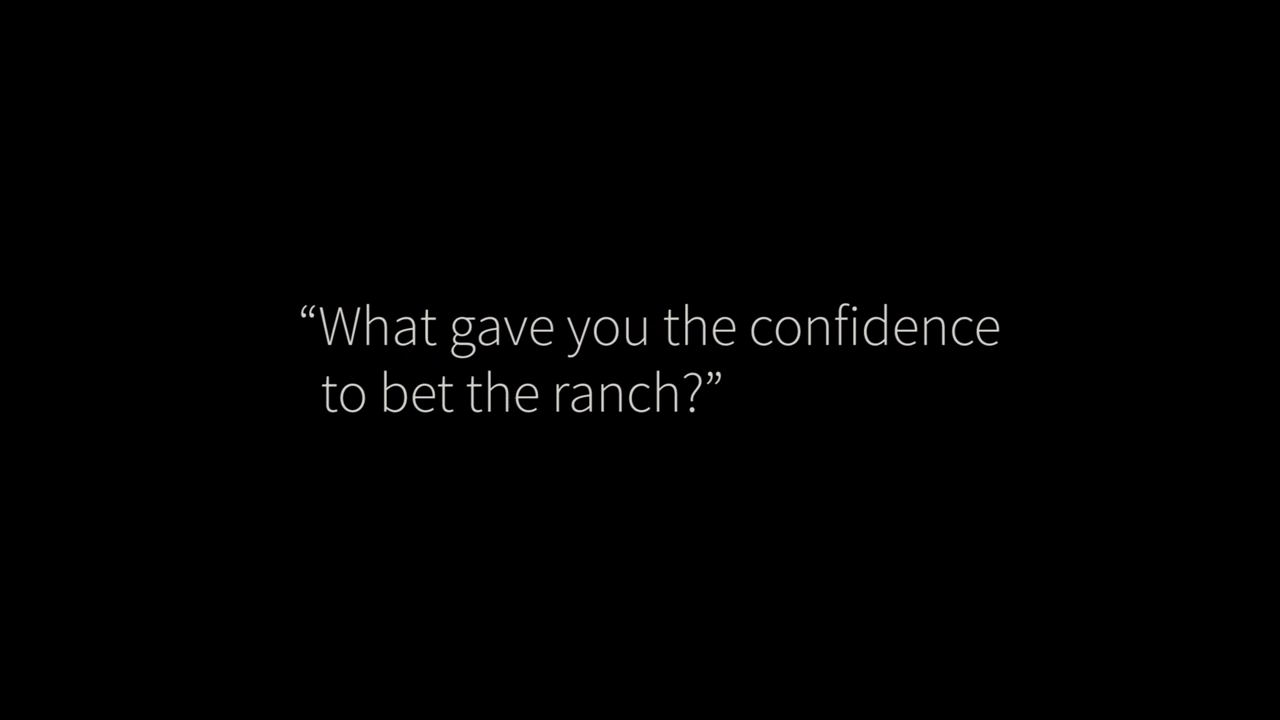 “What gave you the confidence
to bet the ranch?”